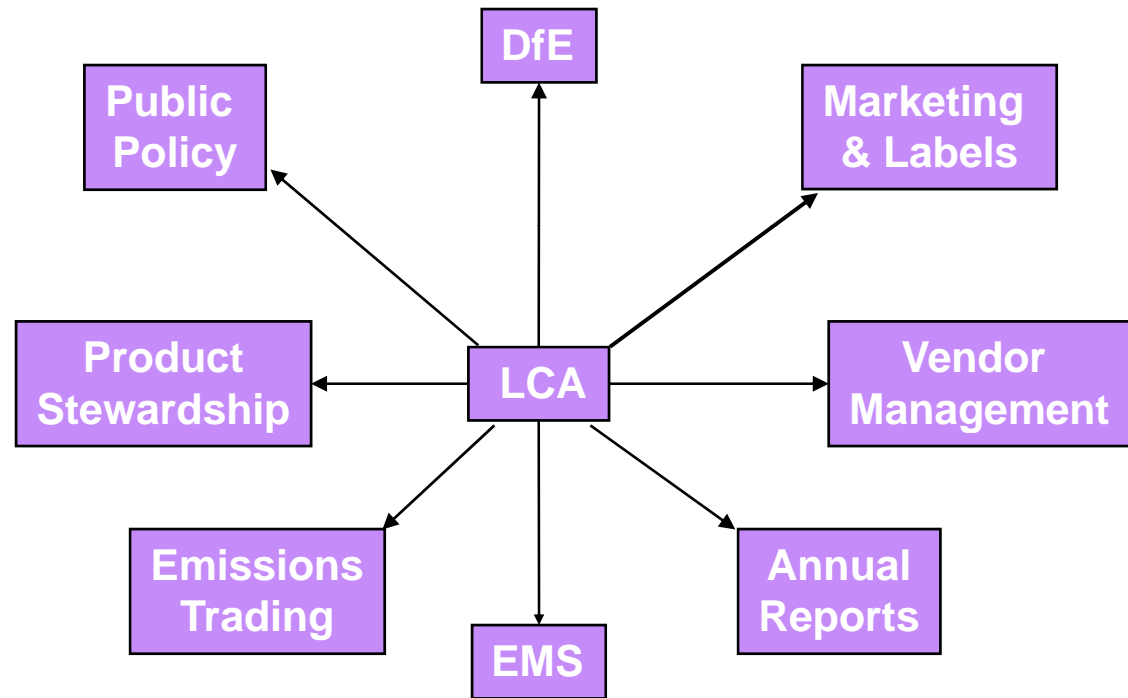 DfE
Public
Policy
Marketing
& Labels
Product
Stewardship
LCA
Vendor
Management
Emissions
Trading
Annual
Reports
EMS